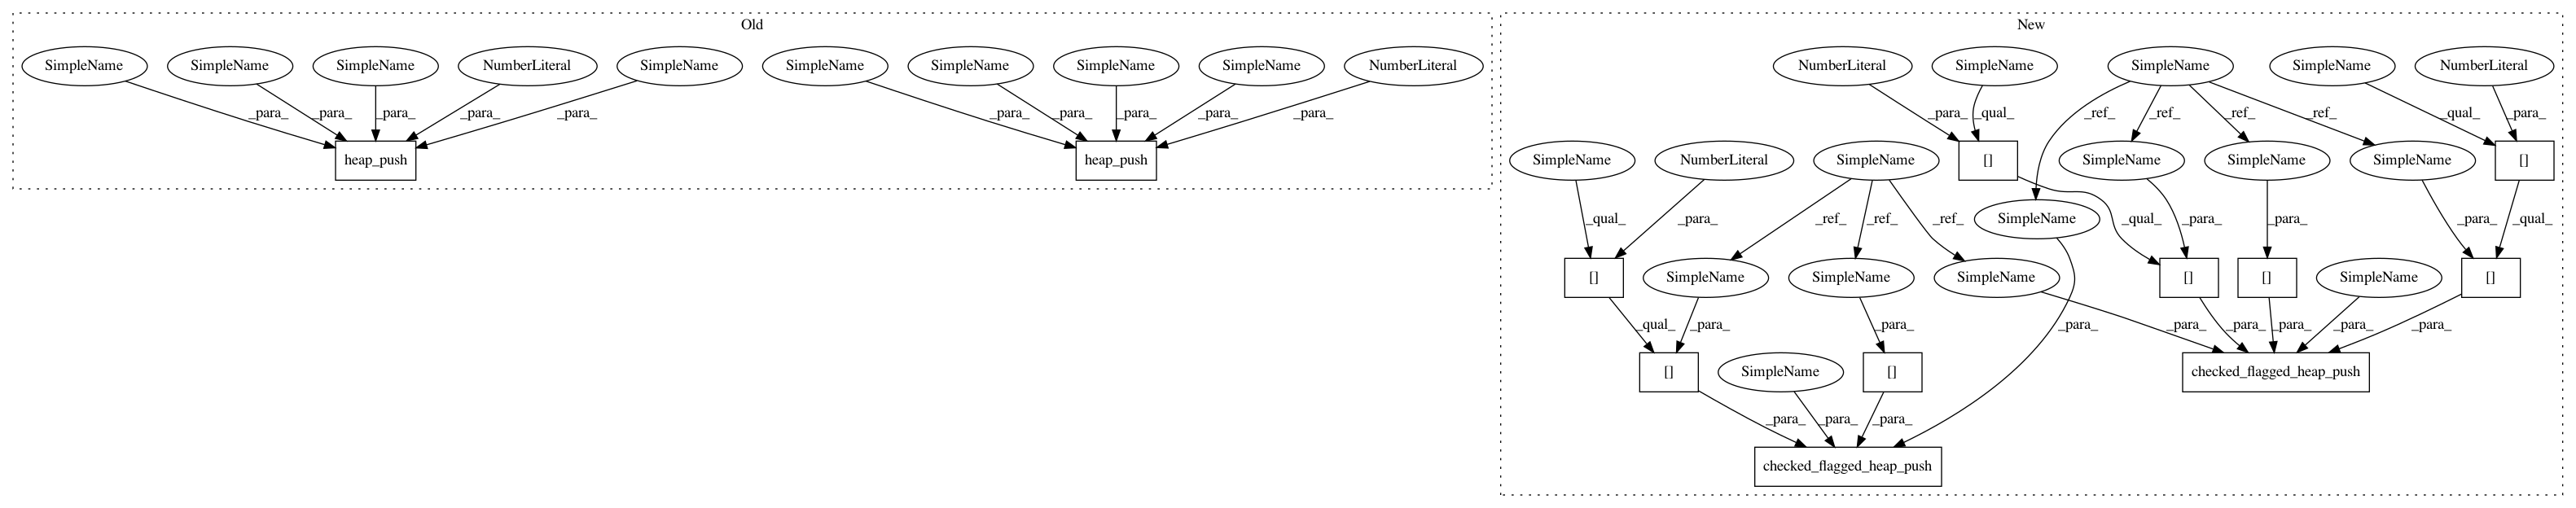 Old
New
SimpleName SimpleName SimpleName NumberLiteral SimpleName SimpleName SimpleName SimpleName SimpleName NumberLiteral
NumberLiteral SimpleName SimpleName SimpleName NumberLiteral
_para_ _para_ _para_ _para_ _para_ _para_ _para_ _para_ _para_ _para_
_para_ _qual_ _ref_ _ref_ _ref_ _ref_ _qual_ _para_
heap_push heap_push
SimpleName NumberLiteral SimpleName [] SimpleName SimpleName SimpleName []
_qual_ _para_ _ref_ _ref_ _ref_ SimpleName _qual_ _para_ _para_ _para_ _qual_
[] SimpleName SimpleName SimpleName [] [] SimpleName []
_qual_ _para_ _para_ _para_ _para_ _para_ _para_ _para_ _para_
[] SimpleName [] checked_flagged_heap_push
_para_ _para_ _para_
checked_flagged_heap_push